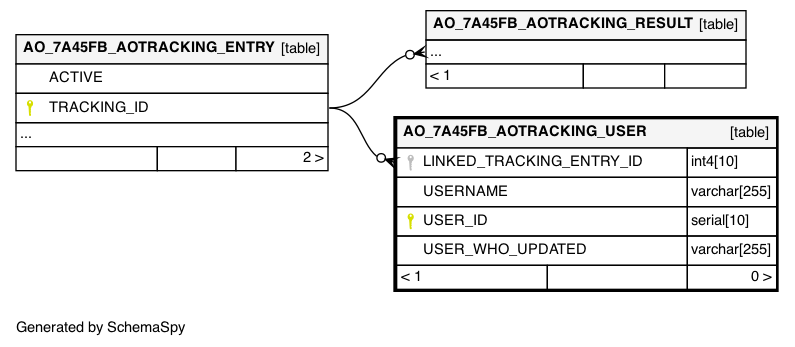 AO_7A45FB_AOTRACKING_ENTRY [table]
ACTIVE
TRACKING_ID
...
2 >
AO_7A45FB_AOTRACKING_RESULT [table]
...
< 1
AO_7A45FB_AOTRACKING_USER [table]
LINKED_TRACKING_ENTRY_ID int4[10]
USERNAME varchar[255]
USER_ID serial[10]
USER_WHO_UPDATED varchar[255]
< 1 0 >
Generated by SchemaSpy